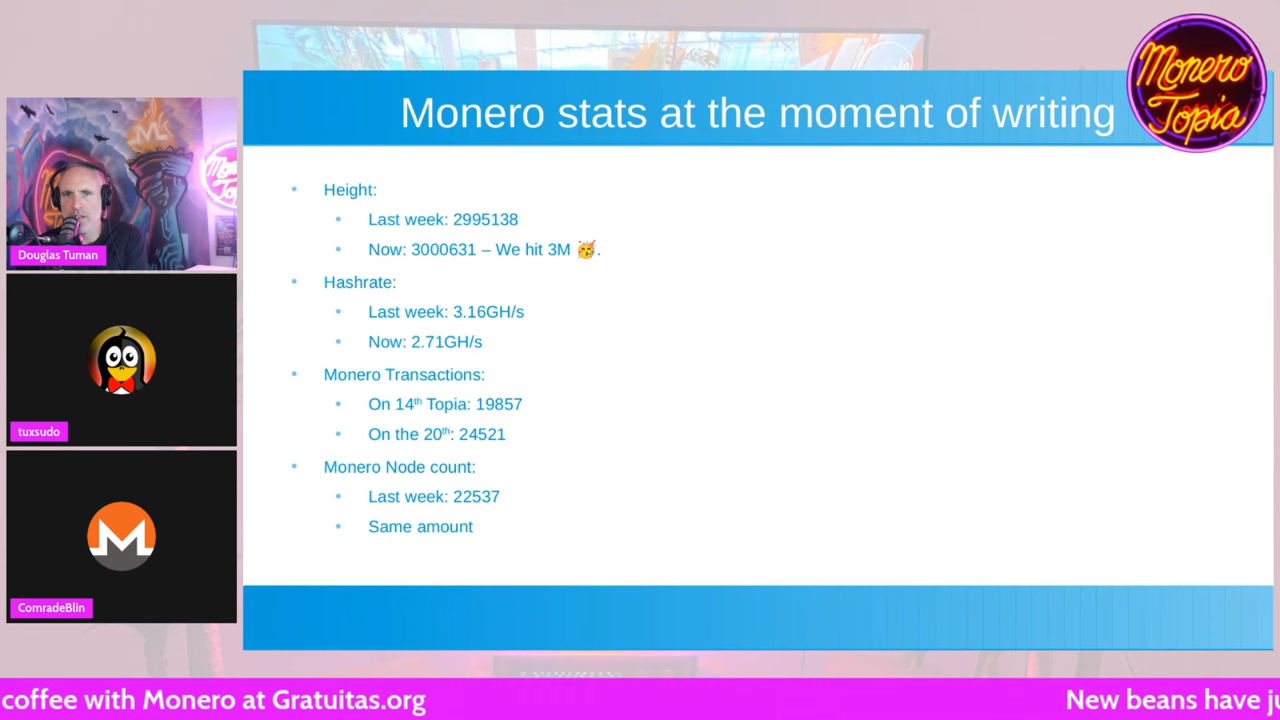 Monero stats at the moment of writing
Monero
Topia
Height:
Last week: 2995138
Now: 3000631 – We hit 3M 🥳.
Hashrate:
Last week: 3.16GH/s
Now: 2.71GH/s
Monero Transactions:
On 14th Topia: 19857
On the 20th: 24521
Monero Node count:
Last week: 22537
Same amount
Douglas Tuman
tuxsudo
ComradeBlin
coffee with Monero at Gratuitas.org
New beans have ju